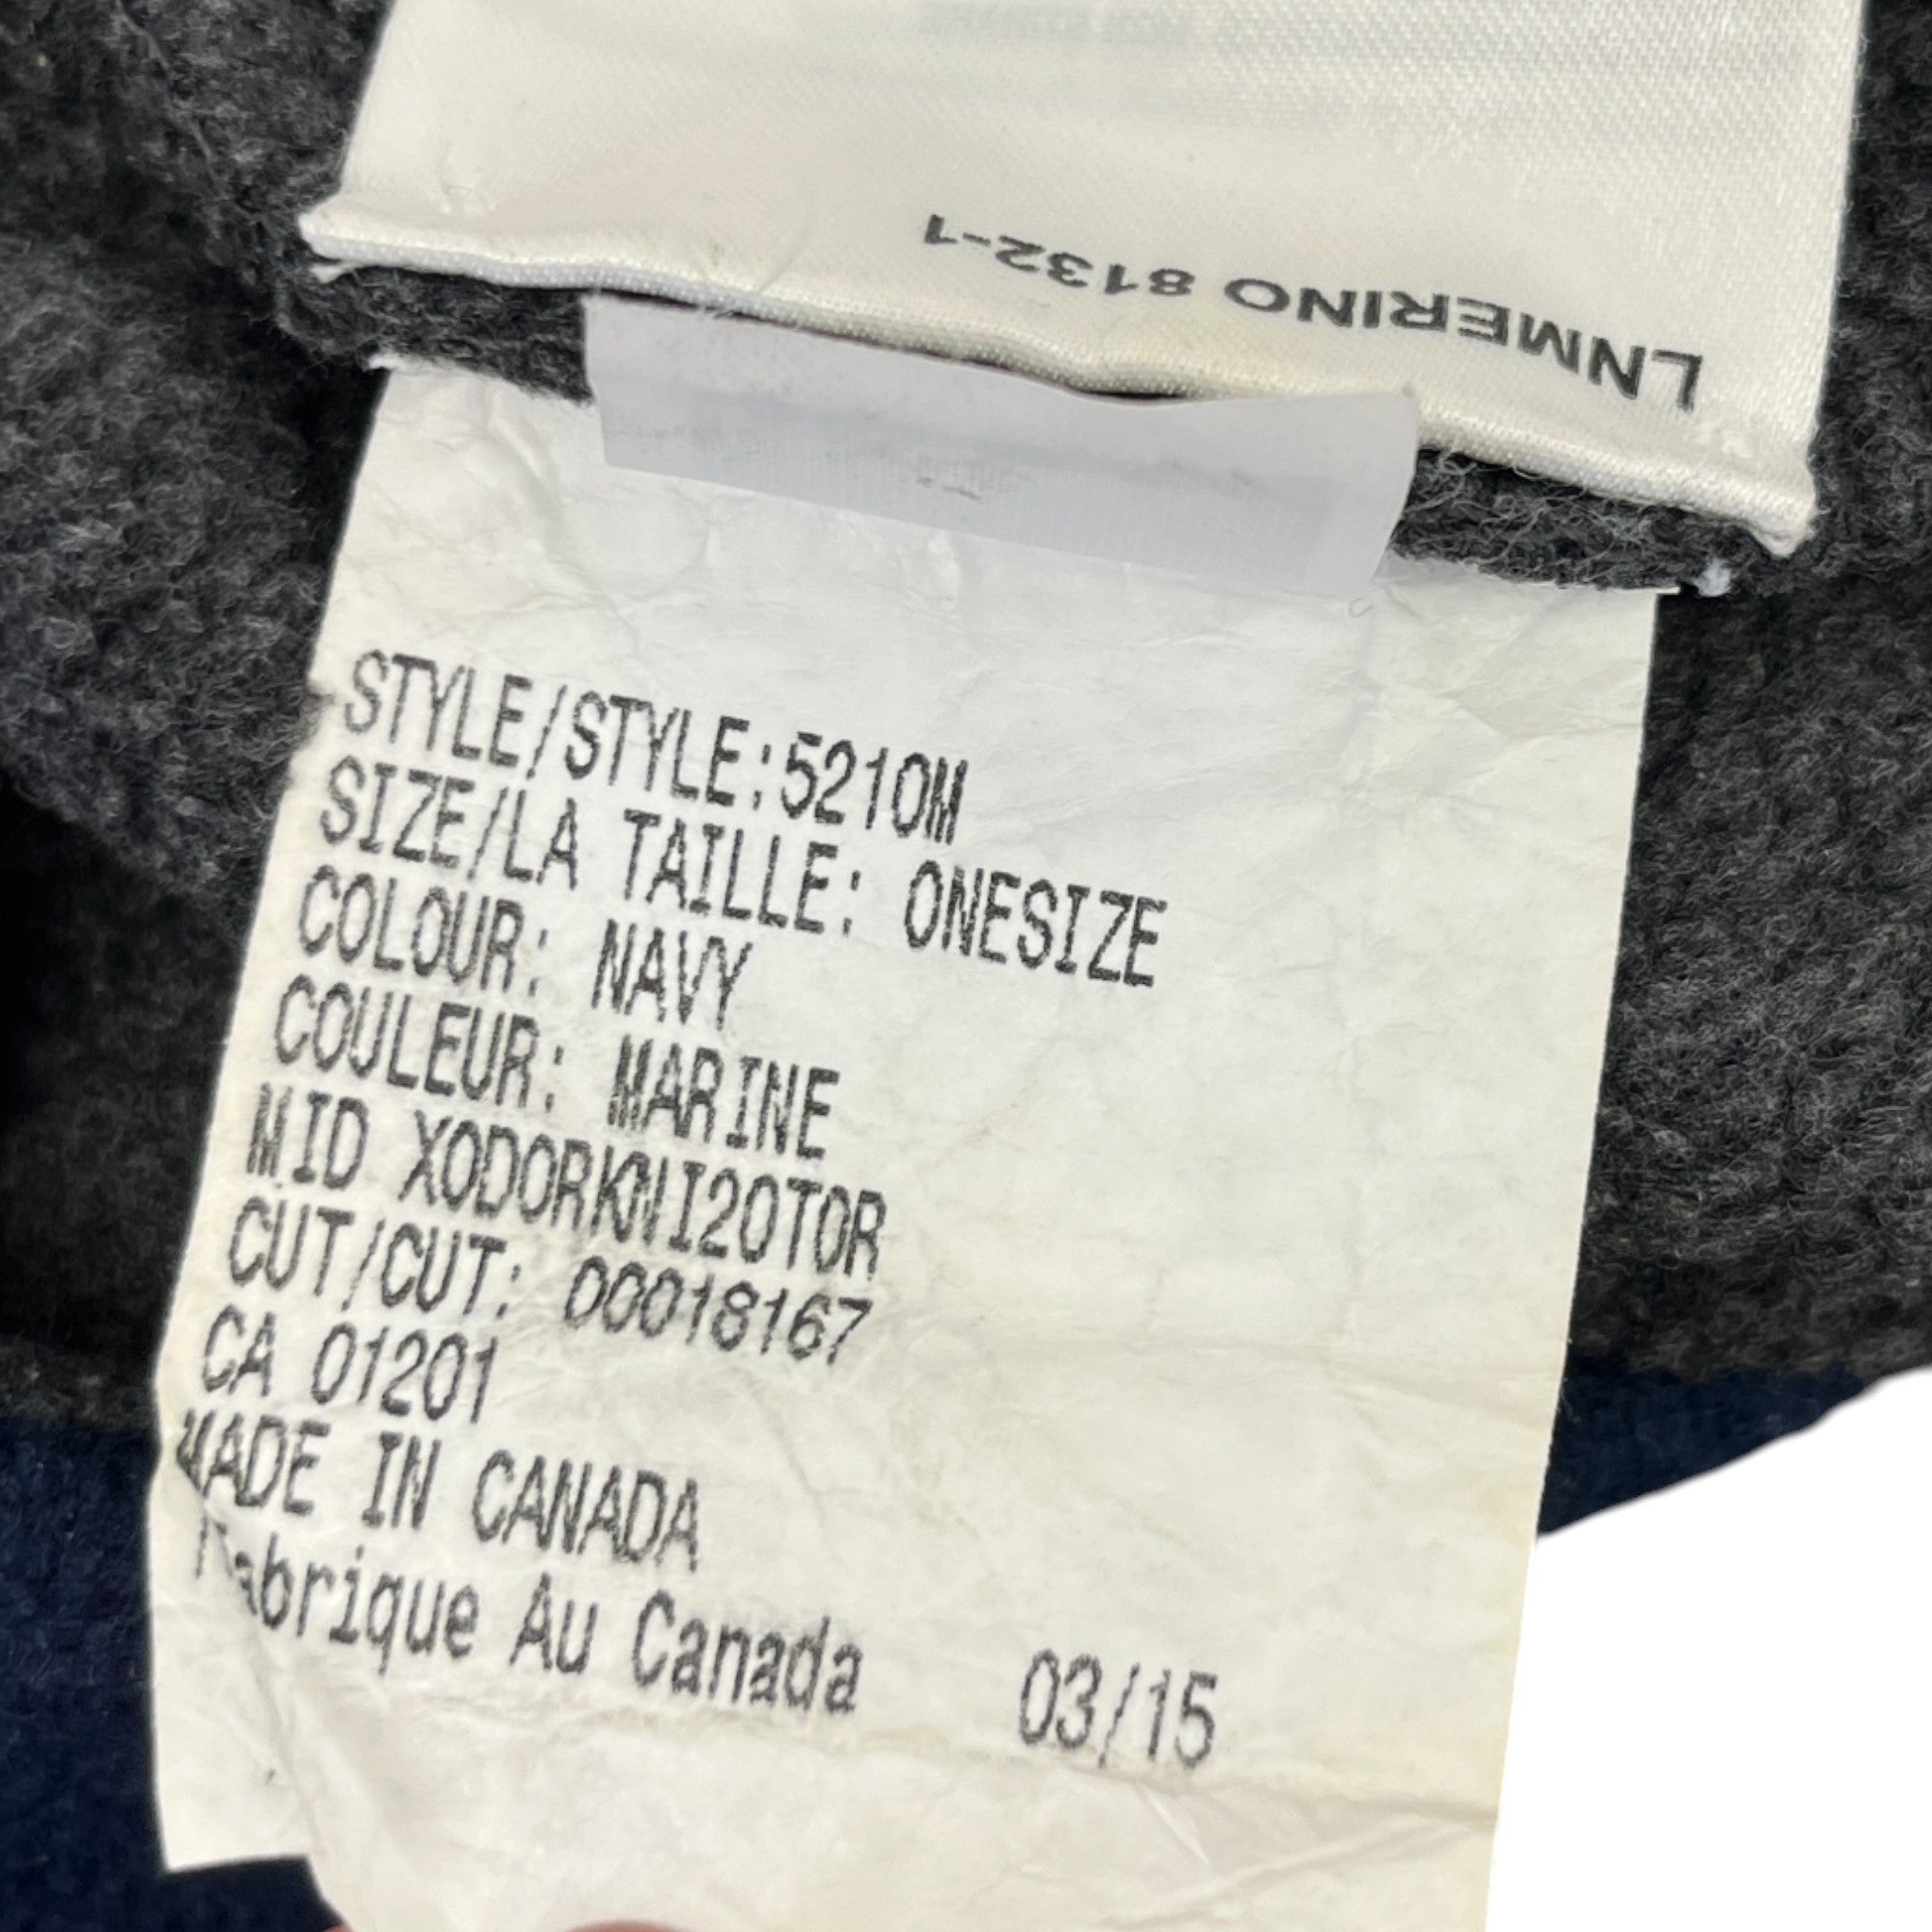 LNMERINO 8132-1
STYLE/STYLE:5210M
SIZE/LA TAILLE: ONESIZE
COLOUR: NAVY
COULEUR: MARINE
MID XODORKNI20TOR
CUT/CUT: 00018167
CA 01201
MADE IN CANADA
Fabrique Au Canada 03/15